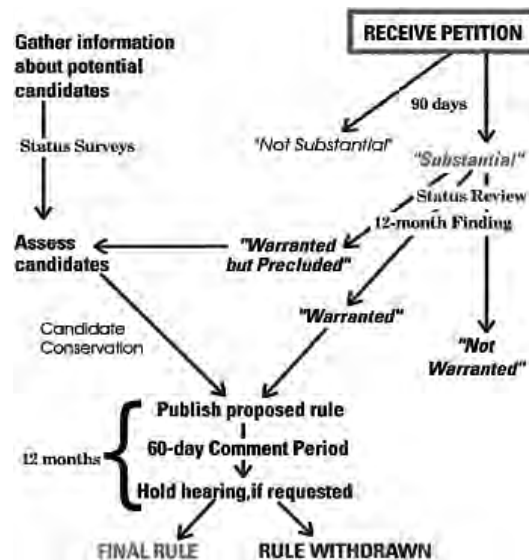 Gather information
about potential
candidates
RECEIVE PETITION
90 days
Status Surveys
"Not Substantial"
"Substantial"
Status Review
12-month Finding
Assess
candidates
"Warranted
but Precluded"
"Warranted"
"Not
Warranted"
Candidate
Conservation
Publish proposed rule
60-day Comment Period
12 months
Hold hearing,if requested
FINAL RULE
RULE WITHDRAWN